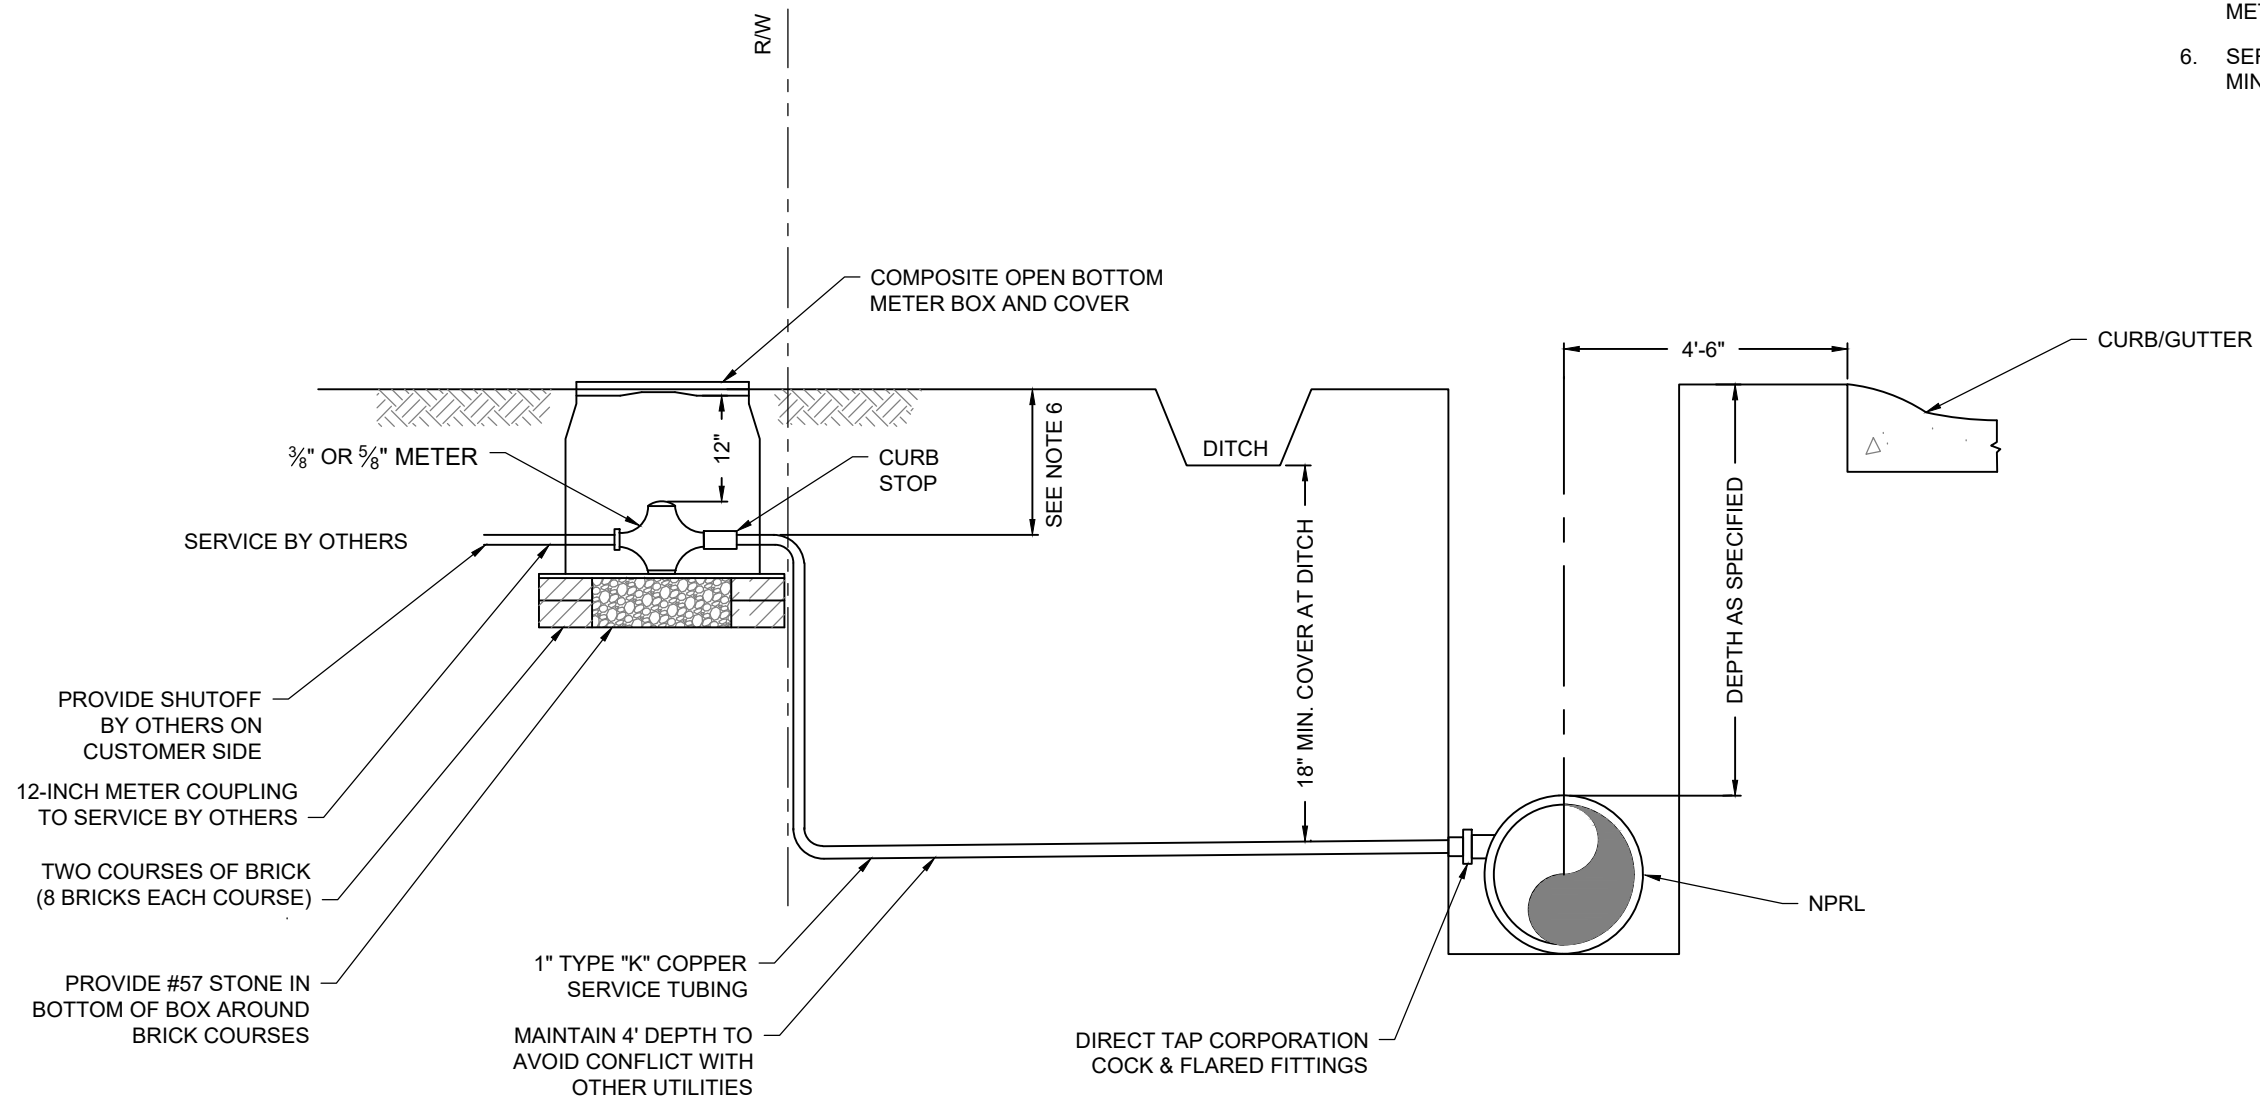 R/W
MET
6. SER
MIN
COMPOSITE OPEN BOTTOM
METER BOX AND COVER
4'-6"
CURB/GUTTER
⅜" OR ⅝" METER
12"
CURB
STOP
SEE NOTE 6
DITCH
SERVICE BY OTHERS
18" MIN. COVER AT DITCH
DEPTH AS SPECIFIED
PROVIDE SHUTOFF
BY OTHERS ON
CUSTOMER SIDE
12-INCH METER COUPLING
TO SERVICE BY OTHERS
TWO COURSES OF BRICK
(8 BRICKS EACH COURSE)
PROVIDE #57 STONE IN
BOTTOM OF BOX AROUND
BRICK COURSES
1" TYPE "K" COPPER
SERVICE TUBING
MAINTAIN 4' DEPTH TO
AVOID CONFLICT WITH
OTHER UTILITIES
DIRECT TAP CORPORATION
COCK & FLARED FITTINGS
NPRL